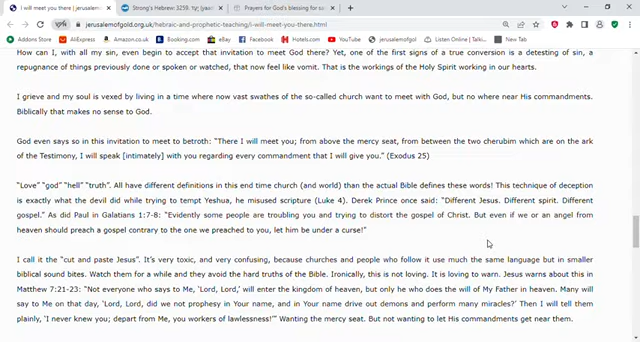 I will meet you there
Strong's Hebrew 3259.
Prayers for God's blessing for su
jerusalemofgold.org.uk/hebraic-and-prophetic-teaching/i-will-meet-you-there.html
Addons Store AliExpress Amazon.co.uk Booking.com eBay Facebook Hotels.com YouTube jerusalemofgold Listen Online 11... New Tab
How can I, with all my sin, even begin to accept that invitation to meet God there? Yet, one of the first signs of a true conversion is a detesting of sin, a
repugnance of things previously done or spoken or watched, that now feel like vomit. That is the workings of the Holy Spirit working in our hearts.
I grieve and my soul is vexed by living in a time where now vast swathes of the so-called church want to meet with God, but no where near His commandments.
Biblically that makes no sense to God.
God even says so in this invitation to meet to betroth: “There I will meet you; from above the mercy seat, from between the two cherubim which are on the ark
of the Testimony, I will speak [intimately] with you regarding every commandment that I will give you.” (Exodus 25)
“Love” “god” “hell” “truth”. All have different definitions in this end time church (and world) than the actual Bible defines these words! This technique of deception
is exactly what the devil did while trying to tempt Yeshua, he misused scripture (Luke 4). Derek Prince once said: “Different Jesus. Different spirit. Different
gospel.” As did Paul in Galatians 1:7-8: “Evidently some people are troubling you and trying to distort the gospel of Christ. But even if we or an angel from
heaven should preach a gospel contrary to the one we preached to you, let him be under a curse!”
I call it the “cut and paste Jesus”. It’s very toxic, and very confusing, because churches and people who follow it use much the same language but in smaller
biblical sound bites. Watch them for a while and they avoid the hard truths of the Bible. Ironically, this is not loving. It is loving to warn. Jesus warns about this in
Matthew 7:21-23: “Not everyone who says to Me, ‘Lord, Lord,’ will enter the kingdom of heaven, but only he who does the will of My Father in heaven. Many will
say to Me on that day, ‘Lord, Lord, did we not prophesy in Your name, and in Your name drive out demons and perform many miracles?’ Then I will tell them
plainly, ‘I never knew you; depart from Me, you workers of lawlessness!’” Wanting the mercy seat. But not wanting to let His commandments get near them.